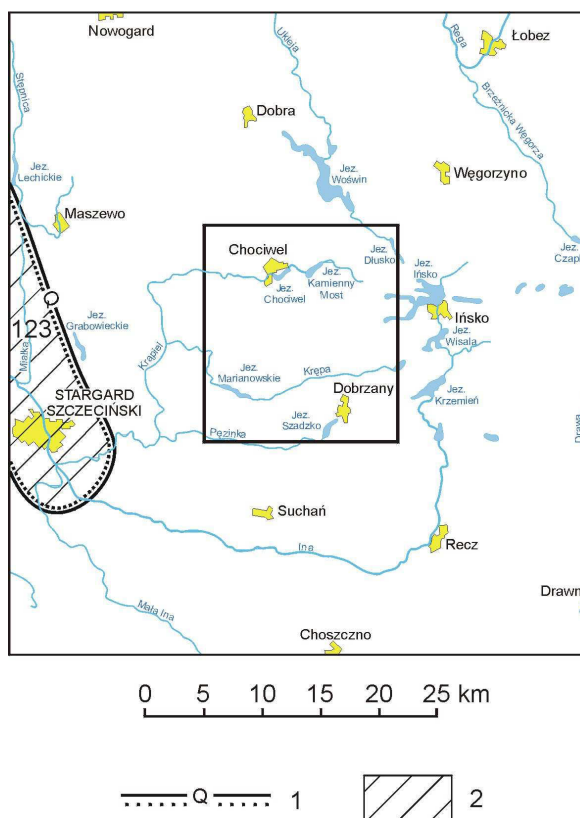 Nowogard
Ukleja
Rega
Łobez
Stepnica
Dobra
Brzeźnicka Węgorza
Jez.
Lechickie
Jez.
Woświn
Węgorzyno
Maszewo
Chociwel
Jez.
Dłusko
Jez.
Ińsko
Jez.
Czapl
Jez.
Kamienny
Most
Jez.
Chociwel
Q
123
Miałka
Jez.
Grabowieckie
Ińsko
Jez.
Wisala
Krąpiel
Jez.
Marianowskie
Krępa
Dobrzany
Jez.
Krzemień
STARGARD
SZCZECIŃSKI
Pęzinka
Jez.
Szadzko
Drawa
Suchań
Ina
Recz
Mała Ina
Drawn
Choszczno
0 5 10 15 20 25 km
Q 1 2